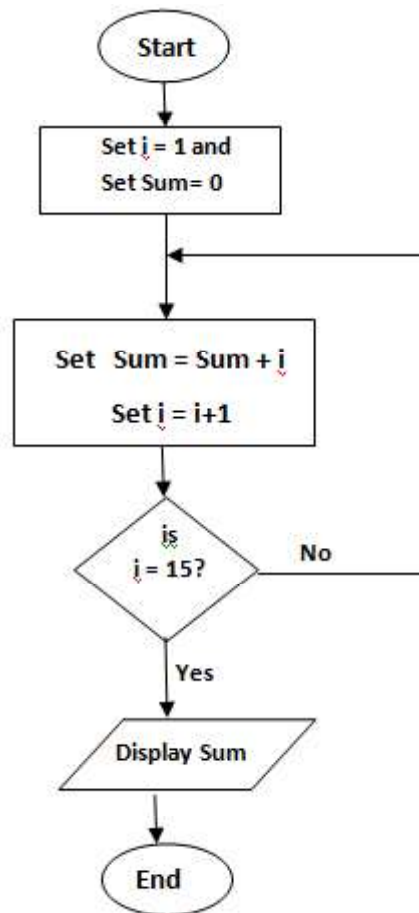 Start
Set i = 1 and
Set Sum= 0
Set Sum = Sum + i
Set i = i+1
is
i = 15?
No
Yes
Display Sum
End